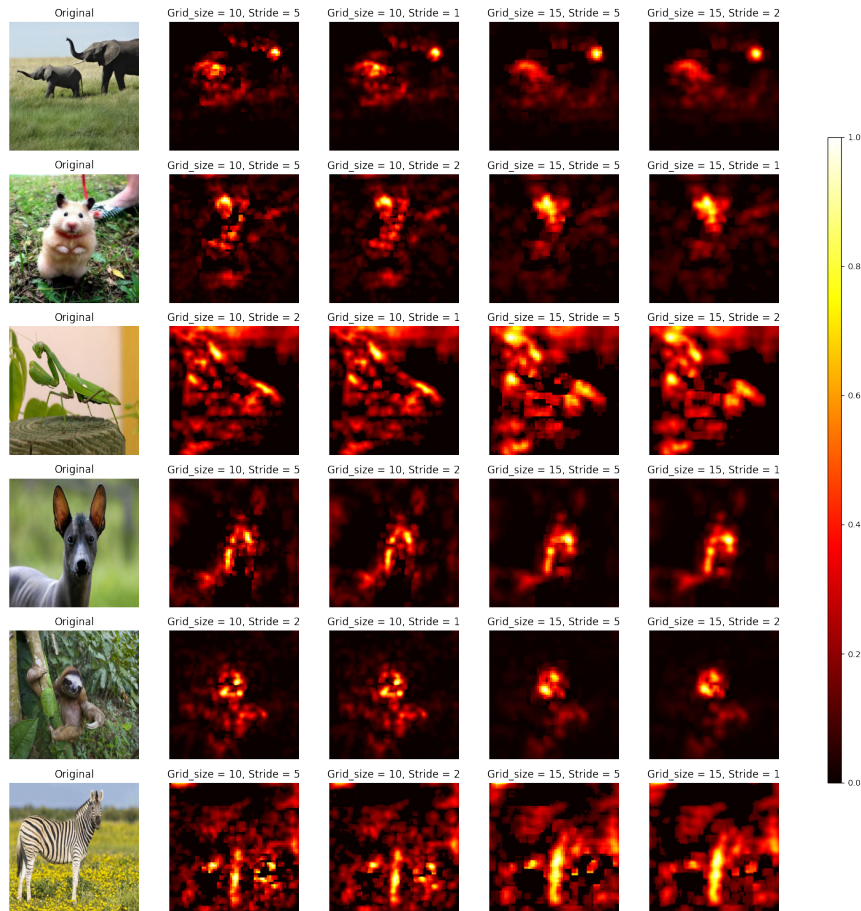 Original Grid_size = 10, Stride = 5 Grid_size = 10, Stride = 1 Grid_size = 15, Stride = 5 Grid_size = 15, Stride = 2
Original Grid_size = 10, Stride = 5 Grid_size = 10, Stride = 2 Grid_size = 15, Stride = 5 Grid_size = 15, Stride = 1
Original Grid_size = 10, Stride = 2 Grid_size = 10, Stride = 1 Grid_size = 15, Stride = 5 Grid_size = 15, Stride = 2
Original Grid_size = 10, Stride = 5 Grid_size = 10, Stride = 2 Grid_size = 15, Stride = 5 Grid_size = 15, Stride = 1
Original Grid_size = 10, Stride = 2 Grid_size = 10, Stride = 1 Grid_size = 15, Stride = 5 Grid_size = 15, Stride = 2
Original Grid_size = 10, Stride = 5 Grid_size = 10, Stride = 2 Grid_size = 15, Stride = 5 Grid_size = 15, Stride = 1
1.0
0.8
0.6
0.4
0.2
0.0